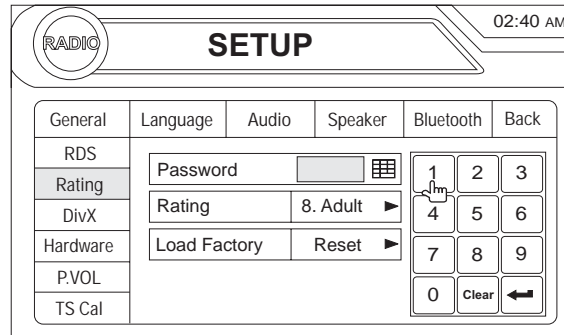 02:40 AM
RADIO
SETUP
General Language Audio Speaker Bluetooth Back
RDS
Rating
DivX
Hardware
P.VOL
TS Cal
Password
Rating 8. Adult
Load Factory Reset
1 2 3
4 5 6
7 8 9
0 Clear